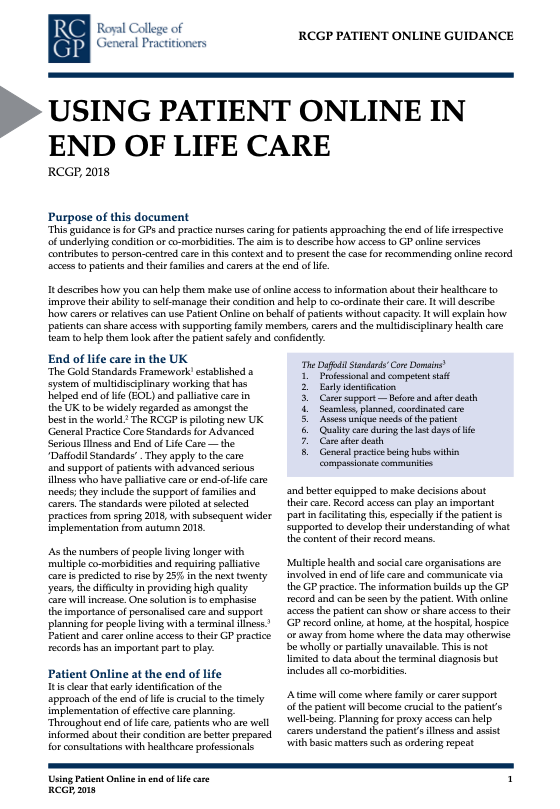 RC
GP
Royal College of
General Practitioners
RCGP PATIENT ONLINE GUIDANCE
USING PATIENT ONLINE IN
END OF LIFE CARE
RCGP, 2018
Purpose of this document
This guidance is for GPs and practice nurses caring for patients approaching the end of life irrespective
of underlying condition or co-morbidities. The aim is to describe how access to GP online services
contributes to person-centred care in this context and to present the case for recommending online record
access to patients and their families and carers at the end of life.
It describes how you can help them make use of online access to information about their healthcare to
improve their ability to self-manage their condition and help to co-ordinate their care. It will describe
how carers or relatives can use Patient Online on behalf of patients without capacity. It will explain how
patients can share access with supporting family members, carers and the multidisciplinary health care
team to help them look after the patient safely and confidently.
End of life care in the UK
The Gold Standards Framework¹ established a
system of multidisciplinary working that has
helped end of life (EOL) and palliative care in
the UK to be widely regarded as amongst the
best in the world.² The RCGP is piloting new UK
General Practice Core Standards for Advanced
Serious Illness and End of Life Care — the
'Daffodil Standards' . They apply to the care
and support of patients with advanced serious
illness who have palliative care or end-of-life care
needs; they include the support of families and
carers. The standards were piloted at selected
practices from spring 2018, with subsequent wider
implementation from autumn 2018.
As the numbers of people living longer with
multiple co-morbidities and requiring palliative
care is predicted to rise by 25% in the next twenty
years, the difficulty in providing high quality
care will increase. One solution is to emphasise
the importance of personalised care and support
planning for people living with a terminal illness.³
Patient and carer online access to their GP practice
records has an important part to play.
Patient Online at the end of life
It is clear that early identification of the
approach of the end of life is crucial to the timely
implementation of effective care planning.
Throughout end of life care, patients who are well
informed about their condition are better prepared
for consultations with healthcare professionals
The Daffodil Standards' Core Domains³
1. Professional and competent staff
2. Early identification
3. Carer support — Before and after death
4. Seamless, planned, coordinated care
5. Assess unique needs of the patient
6. Quality care during the last days of life
7. Care after death
8. General practice being hubs within
compassionate communities
and better equipped to make decisions about
their care. Record access can play an important
part in facilitating this, especially if the patient is
supported to develop their understanding of what
the content of their record means.
Multiple health and social care organisations are
involved in end of life care and communicate via
the GP practice. The information builds up the GP
record and can be seen by the patient. With online
access the patient can show or share access to their
GP record online, at home, at the hospital, hospice
or away from home where the data may otherwise
be wholly or partially unavailable. This is not
limited to data about the terminal diagnosis but
includes all co-morbidities.
A time will come where family or carer support
of the patient will become crucial to the patient's
well-being. Planning for proxy access can help
carers understand the patient's illness and assist
with basic matters such as ordering repeat
Using Patient Online in end of life care
RCGP, 2018
1